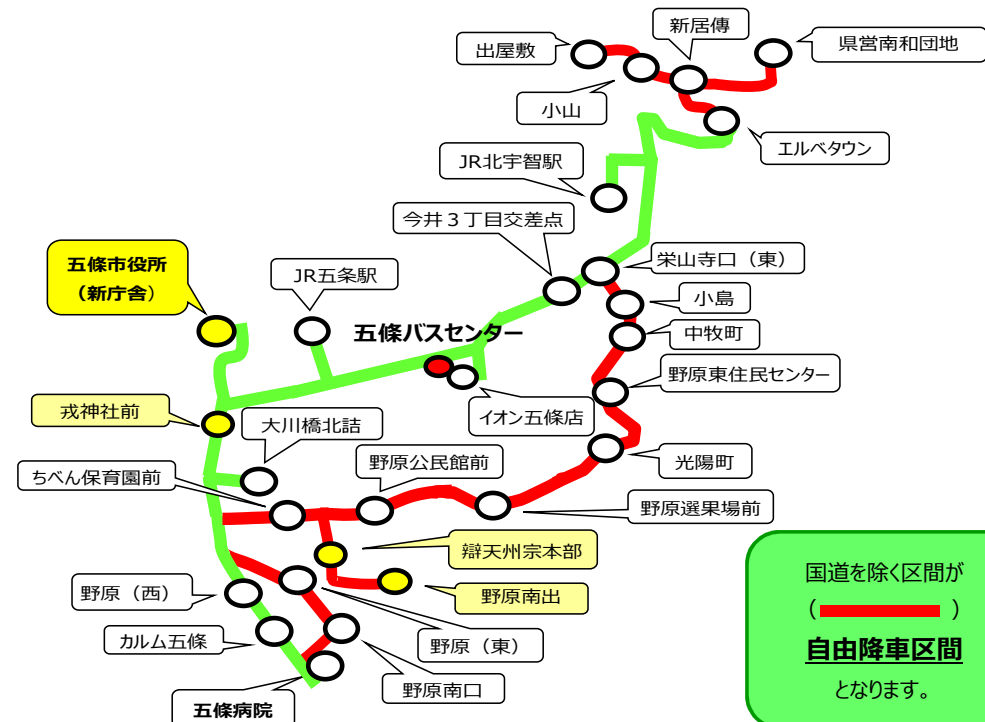 新居傳
出屋敷
県営南和団地
小山
エルベタウン
JR北宇智駅
今井３丁目交差点
五條市役所
（新庁舎）
JR五条駅
栄山寺口（東）
小島
五條バスセンター
中牧町
野原東住民センター
戎神社前
大川橋北詰
イオン五條店
野原公民館前
光陽町
ちべん保育園前
野原選果場前
辯天州宗本部
野原（西）
野原南出
カルム五條
野原（東）
野原南口
五條病院
国道を除く区間が
（　　　）
自由降車区間
となります。